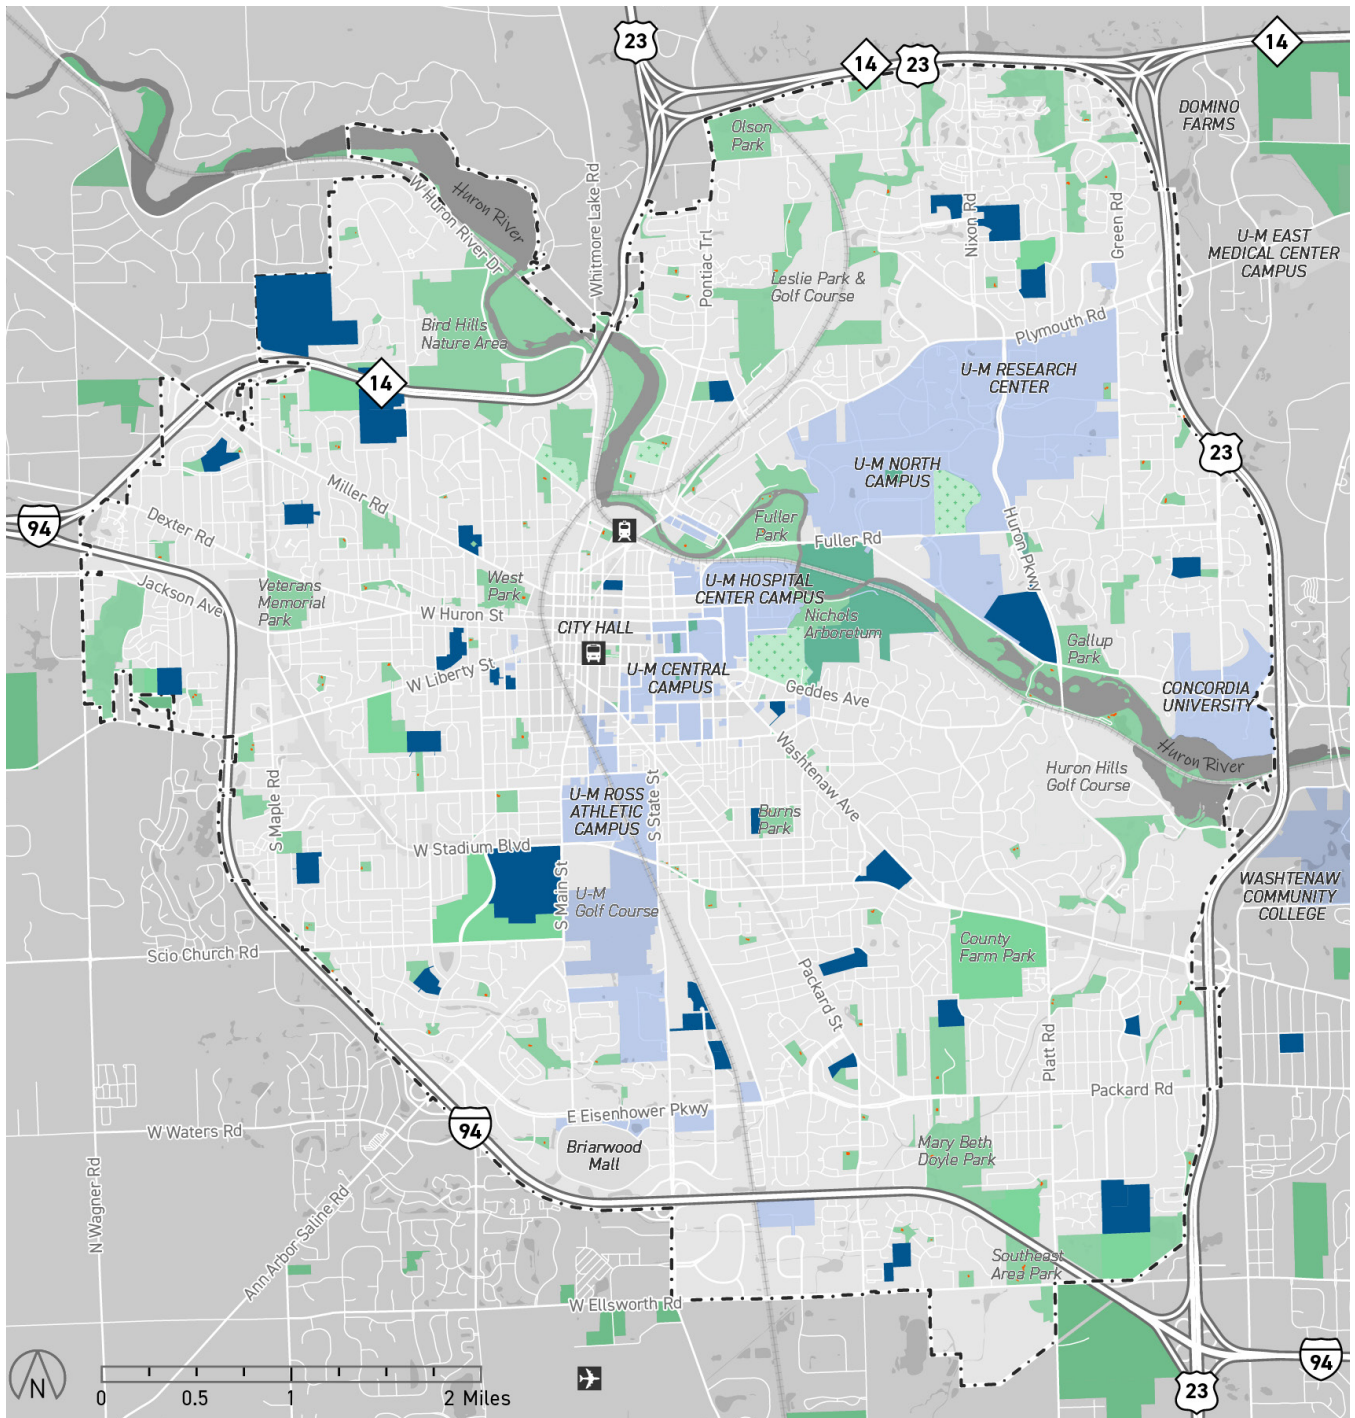 23
14
23
14
DOMINO
FARMS
Olson
Park
Huron River
W Huron River Dr
Whitmore Lake Rd
Pontiac Trl
Nixon Rd
Green Rd
U-M EAST
MEDICAL CENTER
CAMPUS
Leslie Park &
Golf Course
Bird Hills
Nature Area
Plymouth Rd
14
U-M RESEARCH
CENTER
23
U-M NORTH
CAMPUS
Miller Rd
94
Dexter Rd
Fuller
Park
Fuller Rd
Huron Pkwy
Jackson Ave
Veterans
Memorial
Park
West
Park
U-M HOSPITAL
CENTER CAMPUS
W Huron St
CITY HALL
Nichols
Arboretum
Gallup
Park
W Liberty St
U-M CENTRAL
CAMPUS
Geddes Ave
CONCORDIA
UNIVERSITY
Washtenaw Ave
Huron River
Huron Hills
Golf Course
S Maple Rd
U-M ROSS
ATHLETIC
CAMPUS
S State St
Burns
Park
W Stadium Blvd
S Main St
U-M
Golf Course
WASHTENAW
COMMUNITY
COLLEGE
Scio Church Rd
County
Farm Park
Packard St
Platt Rd
Packard Rd
E Eisenhower Pkwy
W Waters Rd
94
Briarwood
Mall
Mary Beth
Doyle Park
N Wagner Rd
Ann Arbor Saline Rd
Southeast
Area Park
W Ellsworth Rd
N
0 0.5 1 2 Miles
94
23